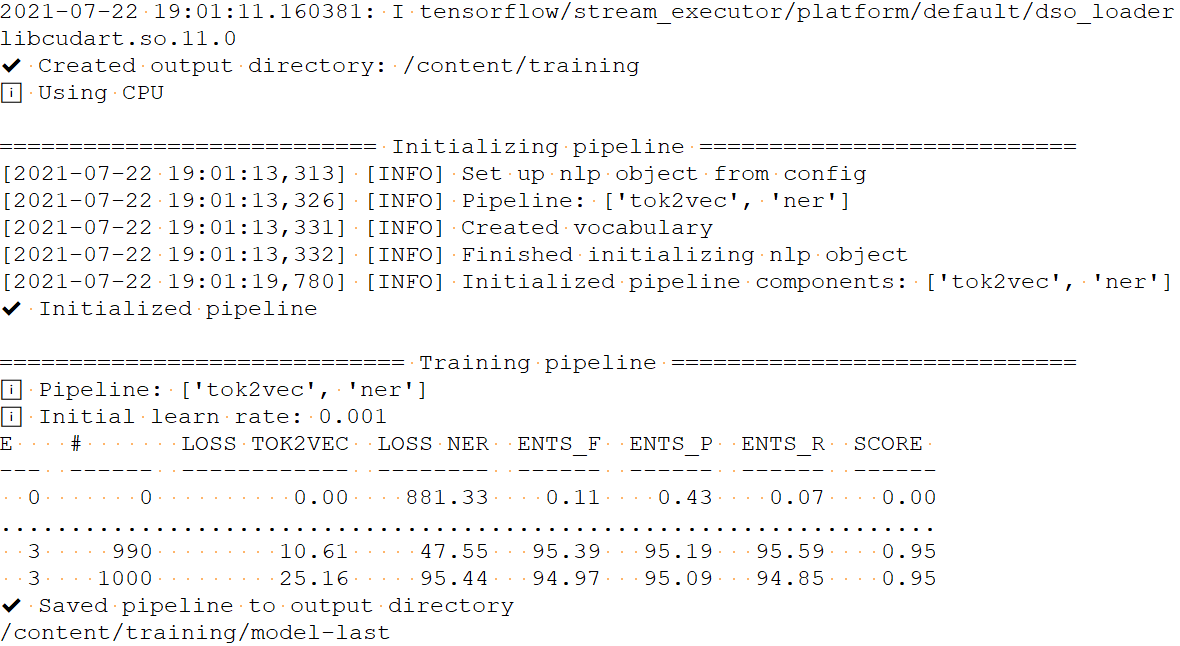 2021-07-22 19:01:11.160381: I tensorflow/stream_executor/platform/default/dso_loader
libcudart.so.11.0
✔ Created output directory: /content/training
ℹ Using CPU
=========================== Initializing pipeline ===========================
[2021-07-22 19:01:13,313] [INFO] Set up nlp object from config
[2021-07-22 19:01:13,326] [INFO] Pipeline: ['tok2vec', 'ner']
[2021-07-22 19:01:13,331] [INFO] Created vocabulary
[2021-07-22 19:01:13,332] [INFO] Finished initializing nlp object
[2021-07-22 19:01:19,780] [INFO] Initialized pipeline components: ['tok2vec', 'ner']
✔ Initialized pipeline
============================= Training pipeline =============================
ℹ Pipeline: ['tok2vec', 'ner']
ℹ Initial learn rate: 0.001
E    #       LOSS TOK2VEC  LOSS NER  ENTS_F  ENTS_P  ENTS_R  SCORE
---  ------  ------------  --------  ------  ------  ------  ------
  0       0          0.00    881.33    0.11    0.43    0.07    0.00
...................................................................
  3     990         10.61     47.55   95.39   95.19   95.59    0.95
  3    1000         25.16     95.44   94.97   95.09   94.85    0.95
✔ Saved pipeline to output directory
/content/training/model-last